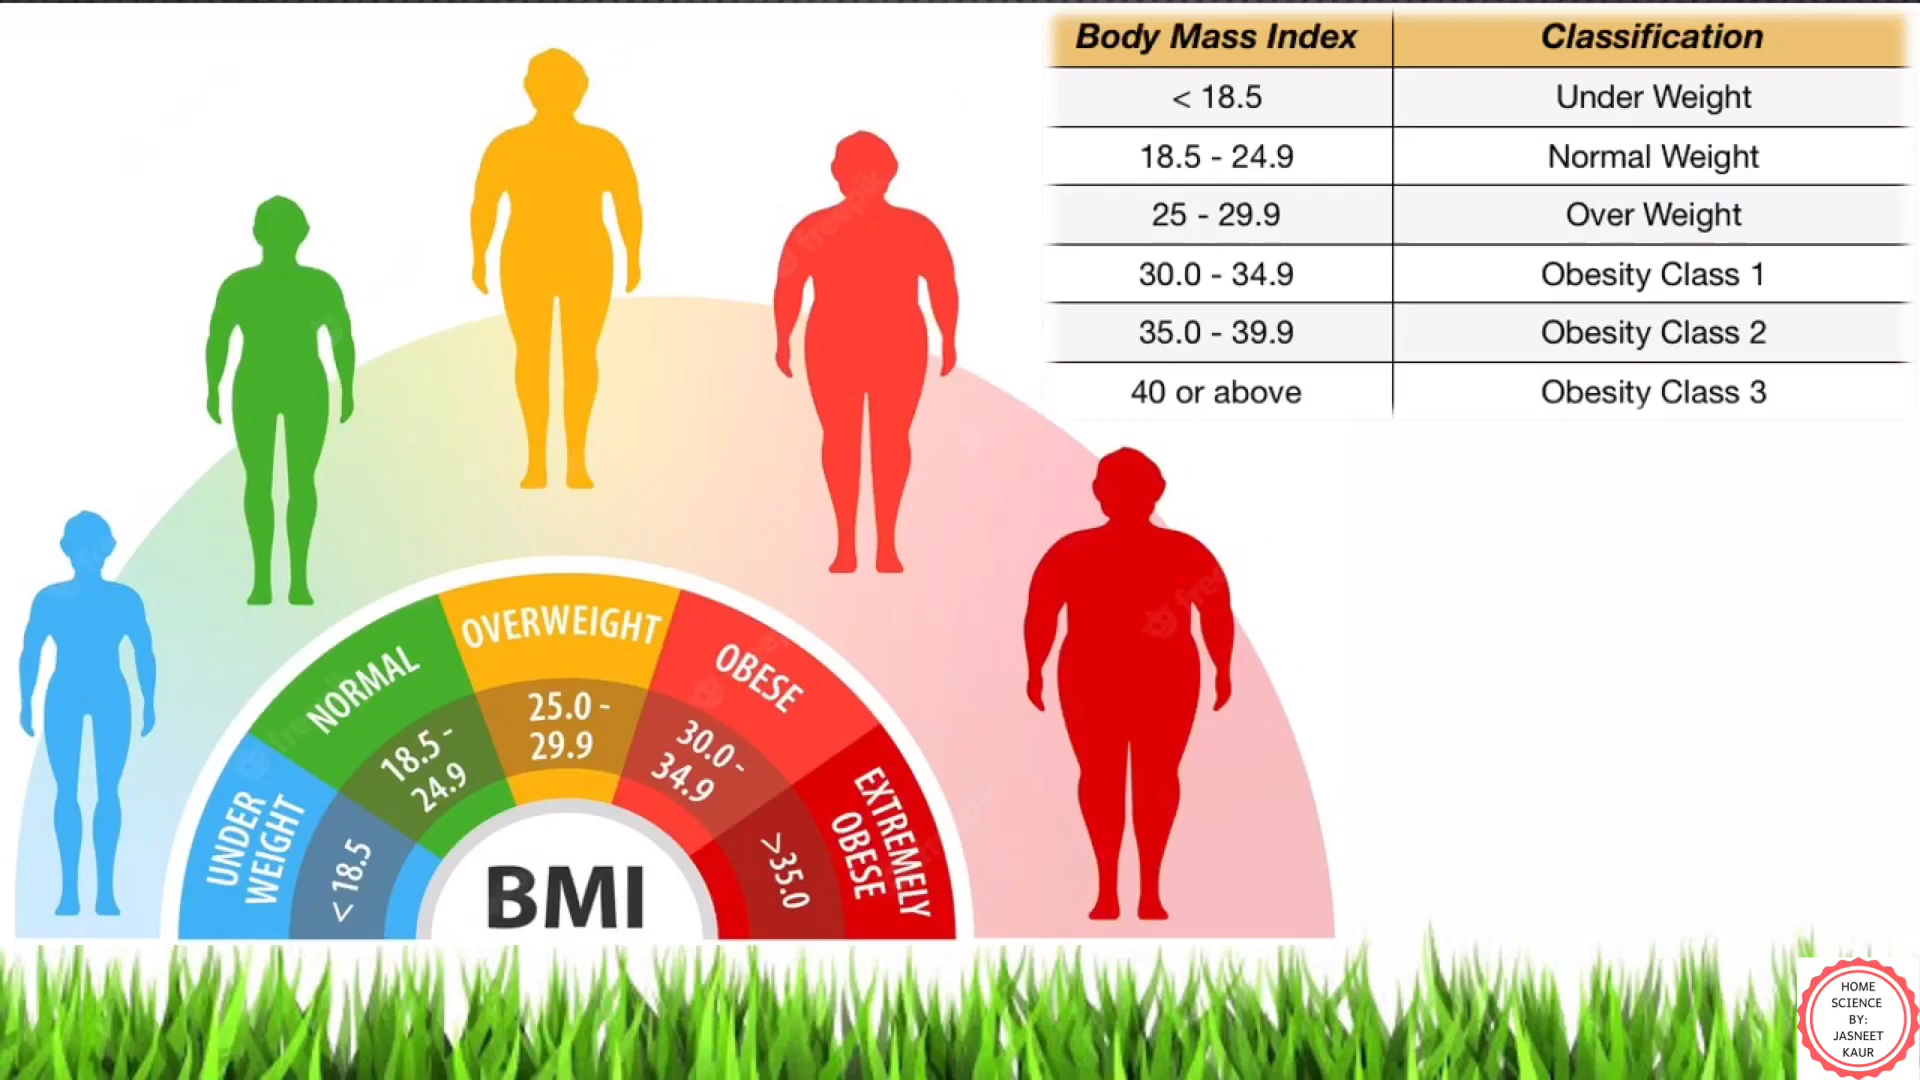 Body Mass Index Classification
< 18.5 Under Weight
18.5 - 24.9 Normal Weight
25 - 29.9 Over Weight
30.0 - 34.9 Obesity Class 1
35.0 - 39.9 Obesity Class 2
40 or above Obesity Class 3
UNDER
WEIGHT
< 18.5
NORMAL
18.5 -
24.9
OVERWEIGHT
25.0 -
29.9
OBESE
30.0 -
34.9
EXTREMELY
OBESE
>35.0
BMI
freepik
HOME
SCIENCE
BY:
JASNEET
KAUR